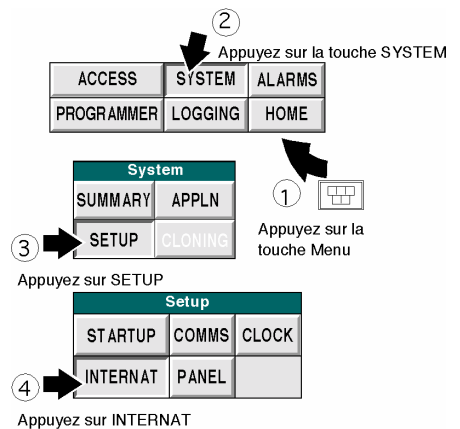 2
Appuyez sur la touche SYSTEM
ACCESS SYSTEM ALARMS
PROGRAMMER LOGGING HOME
1
Appuyez sur la
touche Menu
System
SUMMARY APPLN
3 SETUP CLONING
Appuyez sur SETUP
Setup
STARTUP COMMS CLOCK
4 INTERNAT PANEL
Appuyez sur INTERNAT